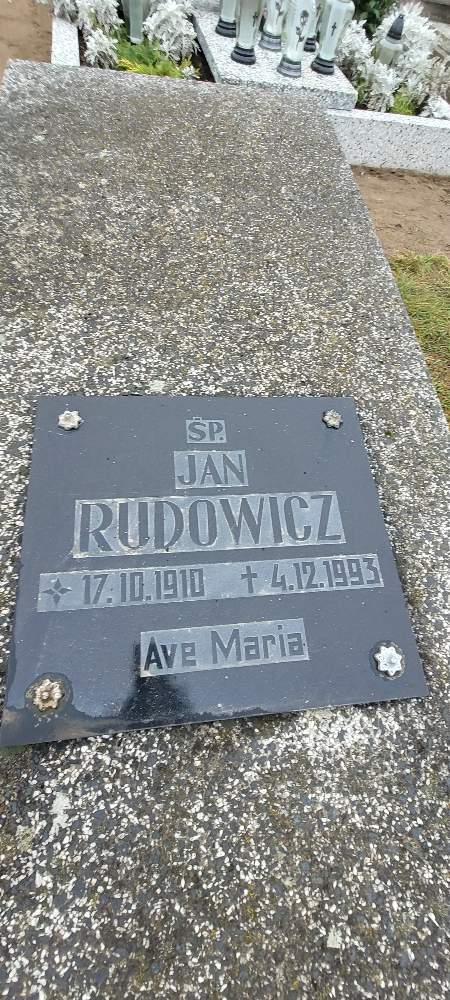 ŚP.
JAN
RUDOWICZ
17.10.1910 4.12.1993
AVE MARIA